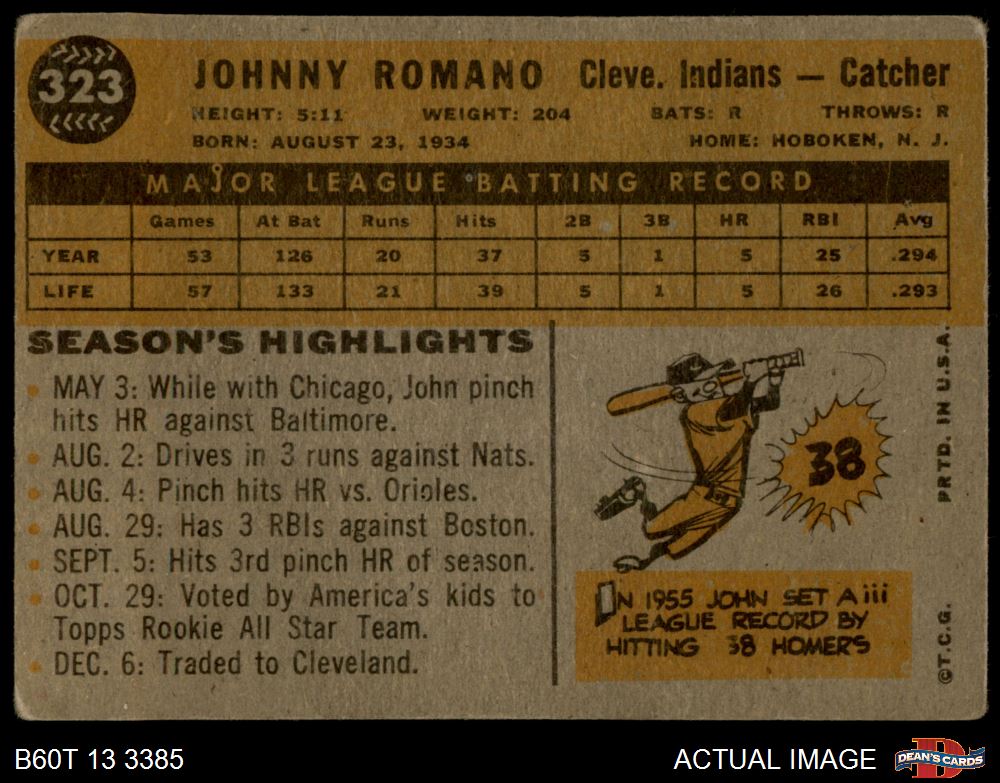 323
JOHNNY ROMANO Cleve. Indians — Catcher
HEIGHT: 5:11 WEIGHT: 204 BATS: R THROWS: R
BORN: AUGUST 23, 1934 HOME: HOBOKEN, N. J.
MAJOR LEAGUE BATTING RECORD
Games At Bat Runs Hits 2B 3B HR RBI Avg
YEAR 53 126 20 37 5 1 5 25 .294
LIFE 57 133 21 39 5 1 5 26 .293
SEASON'S HIGHLIGHTS
• MAY 3: While with Chicago, John pinch
hits HR against Baltimore.
• AUG. 2: Drives in 3 runs against Nats.
• AUG. 4: Pinch hits HR vs. Orioles.
• AUG. 29: Has 3 RBIs against Boston.
• SEPT. 5: Hits 3rd pinch HR of season.
• OCT. 29: Voted by America's kids to
Topps Rookie All Star Team.
• DEC. 6: Traded to Cleveland.
38
IN 1955 JOHN SET A iii
LEAGUE RECORD BY
HITTING 38 HOMERS
©T.C.G. PRTD. IN U.S.A.
B60T 13 3385
ACTUAL IMAGE
D
DEAN'S CARDS